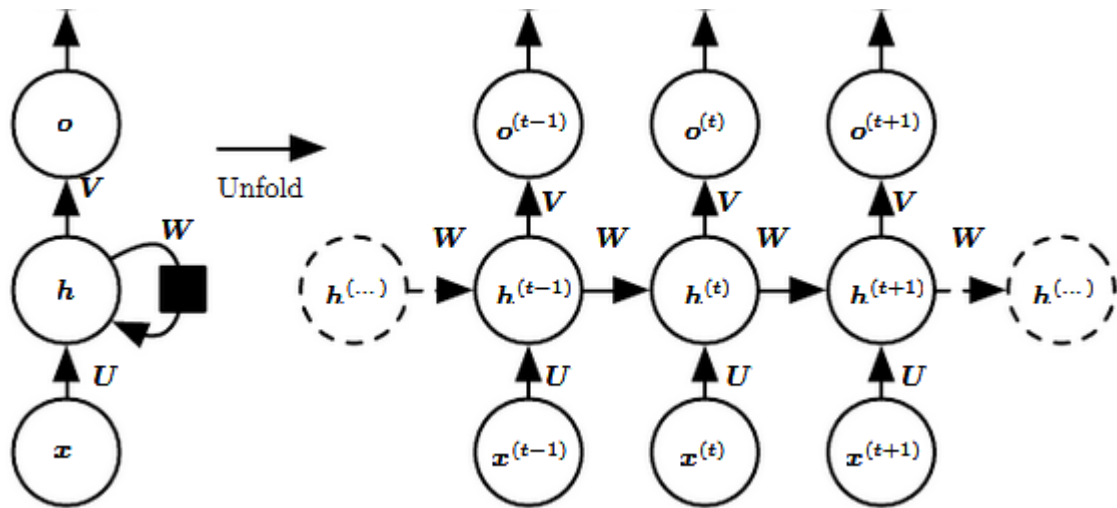 o o^(t−1) o^(t) o^(t+1)
Unfold
V V V V
W W W W W
h h^(...) h^(t−1) h^(t) h^(t+1) h^(...)
U U U U
x x^(t−1) x^(t) x^(t+1)